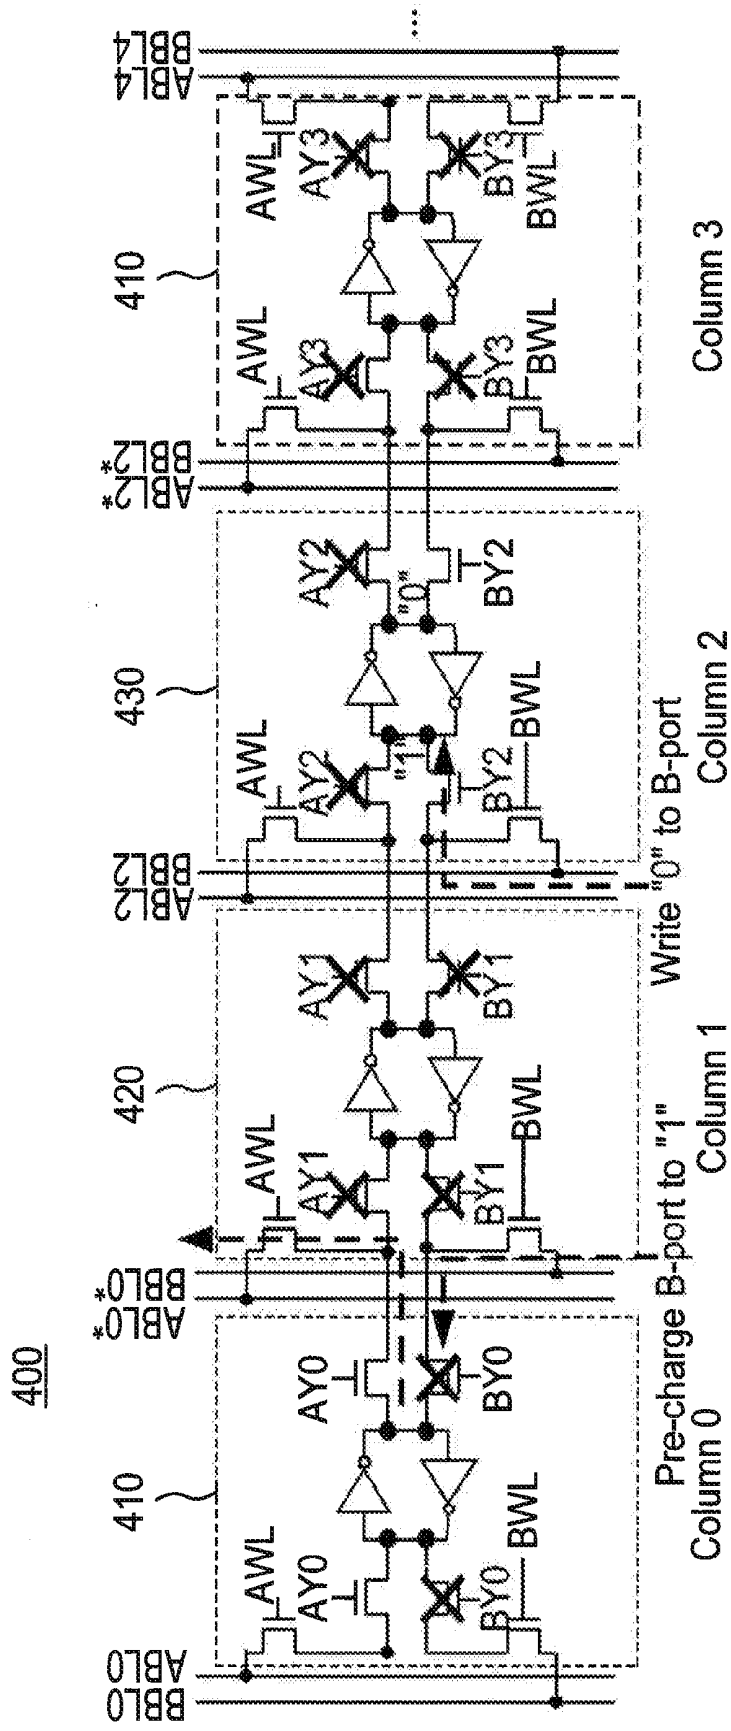 400
410
420
430
410
BBL0
ABL0
ABL0*
BBL0*
ABL2
BBL2
ABL2*
BBL2*
ABL4
BBL4
...
AWL
AWL
AWL
AWL
AWL
AY0
AY0
AY1
AY1
AY2
AY2
AY3
AY3
"1"
"0"
BY0
BY0
BY1
BY1
BY2
BY2
BY3
BY3
BWL
BWL
BWL
BWL
BWL
Pre-charge B-port to "1"
Write "0" to B-port
Column 0
Column 1
Column 2
Column 3